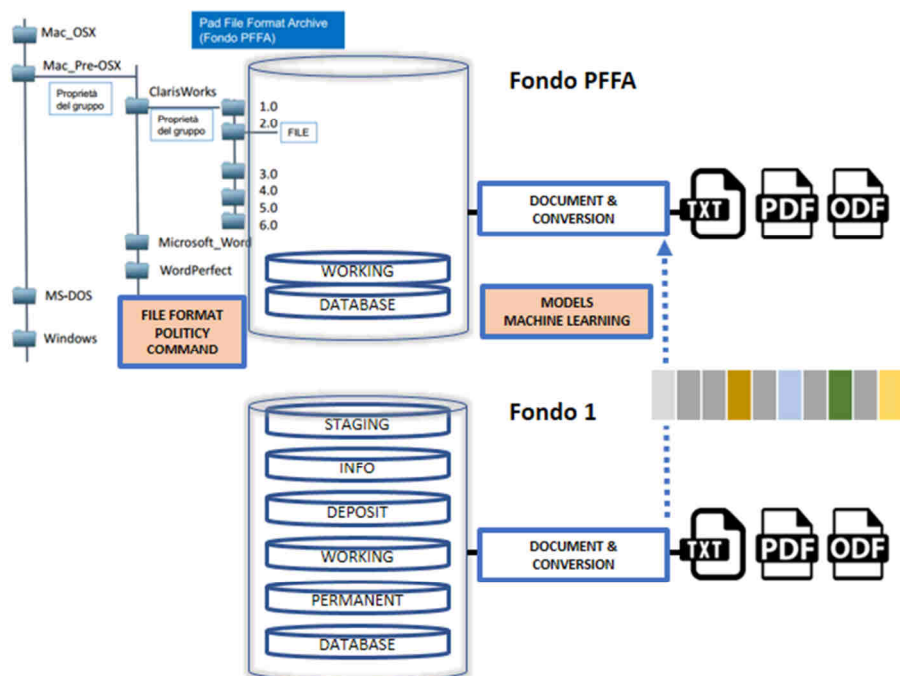 Mac_OSX
Pad File Format Archive
(Fondo PFFA)
Mac_Pre-OSX
Proprietà
del gruppo
ClarisWorks
Proprietà
del gruppo
1.0
2.0
FILE
3.0
4.0
5.0
6.0
Microsoft_Word
WordPerfect
MS-DOS
Windows
FILE FORMAT
POLITICY
COMMAND
WORKING
DATABASE
Fondo PFFA
DOCUMENT &
CONVERSION
TXT
PDF
ODF
MODELS
MACHINE LEARNING
Fondo 1
STAGING
INFO
DEPOSIT
WORKING
PERMANENT
DATABASE
DOCUMENT &
CONVERSION
TXT
PDF
ODF